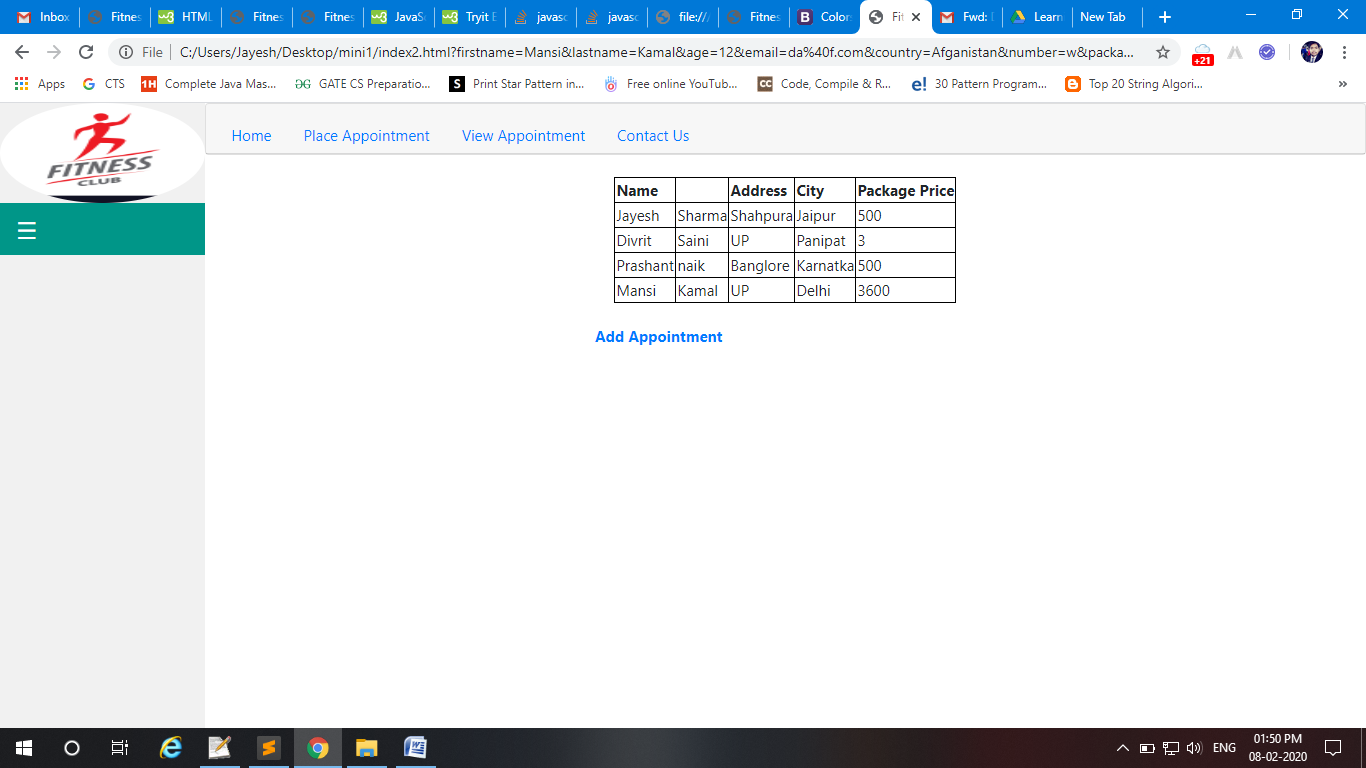 Inbox Fitnes HTML Fitnes Fitnes JavaS Tryit E javasc javasc file:/// Fitnes Color Fit Fwd: Learn New Tab
File C:/Users/Jayesh/Desktop/mini1/index2.html?firstname=Mansi&lastname=Kamal&age=12&email=da%40f.com&country=Afganistan&number=w&packa... +21
Apps CTS Complete Java Mas... GATE CS Preparatio... Print Star Pattern in... Free online YouTub... Code, Compile & R... 30 Pattern Program... Top 20 String Algori... »
FITNESS
CLUB
Home Place Appointment View Appointment Contact Us
Name Address City Package Price
Jayesh Sharma Shahpura Jaipur 500
Divrit Saini UP Panipat 3
Prashant naik Banglore Karnatka 500
Mansi Kamal UP Delhi 3600
Add Appointment
ENG 01:50 PM
08-02-2020